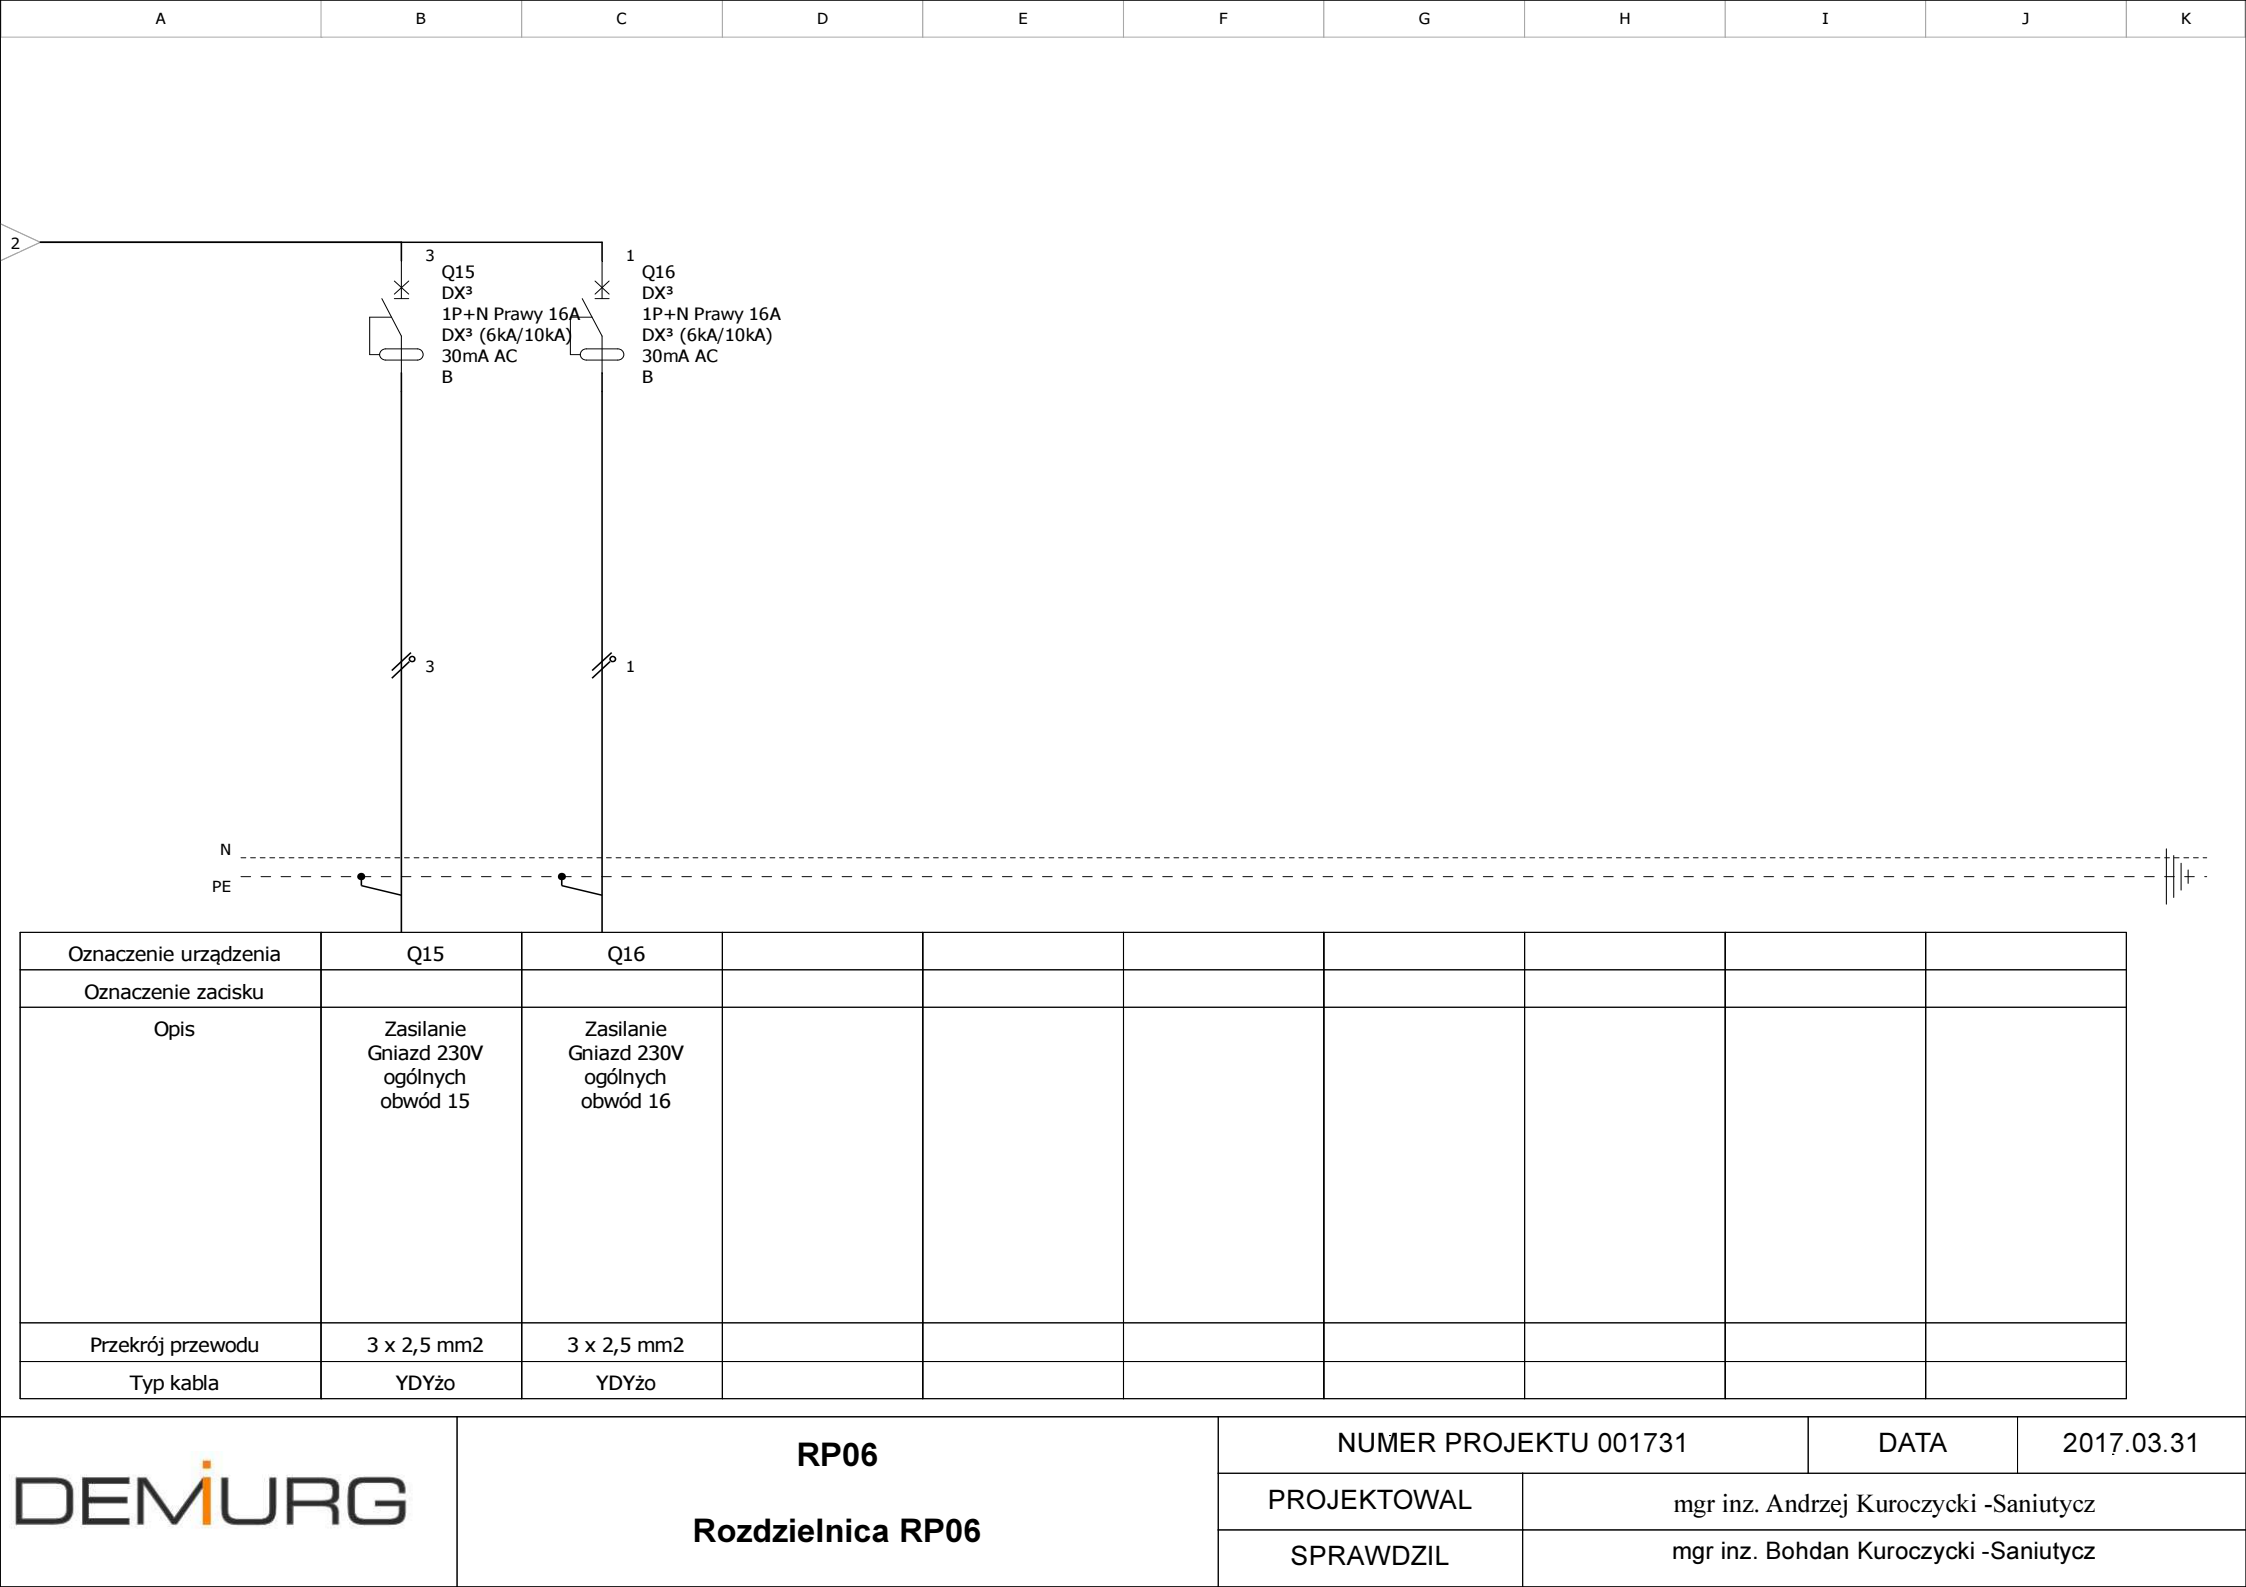 A B C D E F G H I J K
2
3
Q15
DX³
1P+N Prawy 16A
DX³ (6kA/10kA)
30mA AC
B
1
Q16
DX³
1P+N Prawy 16A
DX³ (6kA/10kA)
30mA AC
B
3
1
N
PE
Oznaczenie urządzenia Q15 Q16
Oznaczenie zacisku
Opis
Zasilanie
Gniazd 230V
ogólnych
obwód 15
Zasilanie
Gniazd 230V
ogólnych
obwód 16
Przekrój przewodu 3 x 2,5 mm2 3 x 2,5 mm2
Typ kabla YDYżo YDYżo
DEMiURG
RP06
Rozdzielnica RP06
NUMER PROJEKTU 001731 DATA 2017.03.31
PROJEKTOWAL mgr inz. Andrzej Kuroczycki -Saniutycz
SPRAWDZIL mgr inz. Bohdan Kuroczycki -Saniutycz